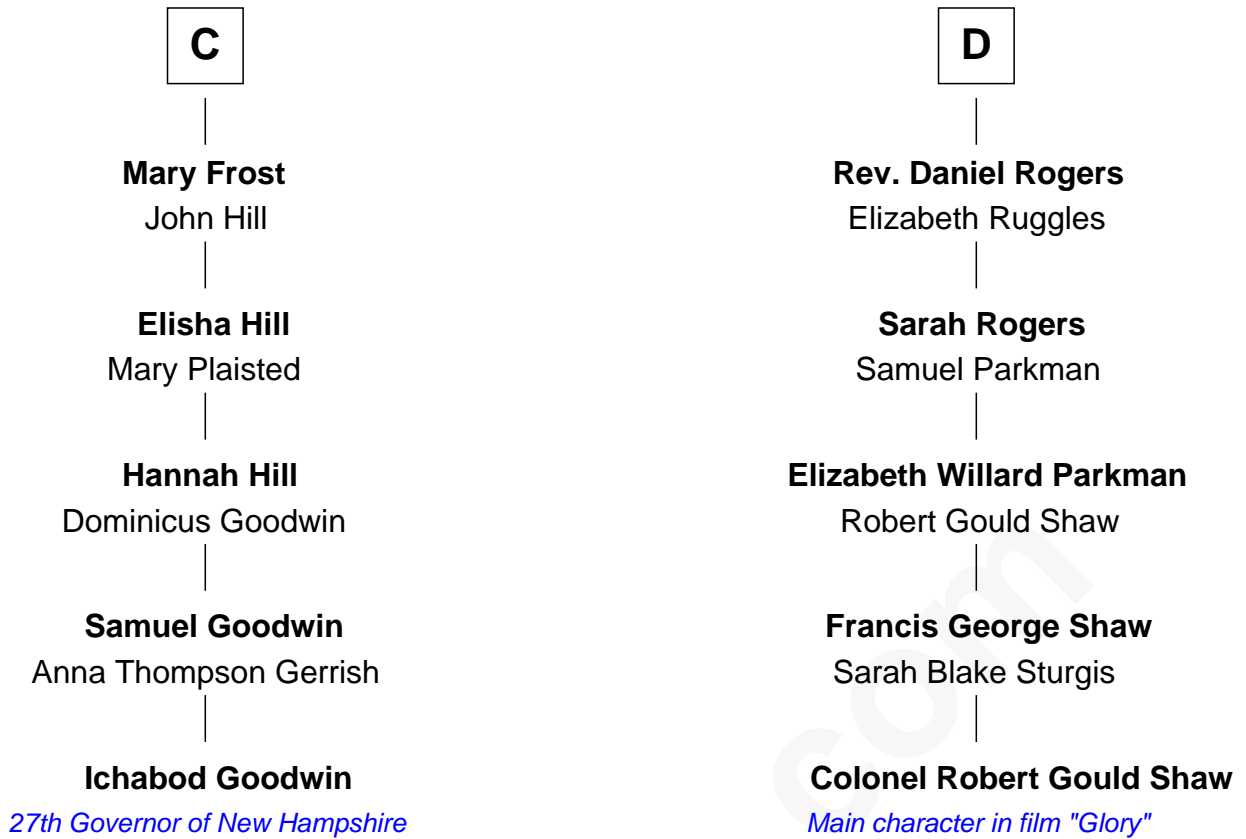 C
Mary Frost
John Hill
Elisha Hill
Mary Plaisted
Hannah Hill
Dominicus Goodwin
Samuel Goodwin
Anna Thompson Gerrish
Ichabod Goodwin
27th Governor of New Hampshire
D
Rev. Daniel Rogers
Elizabeth Ruggles
Sarah Rogers
Samuel Parkman
Elizabeth Willard Parkman
Robert Gould Shaw
Francis George Shaw
Sarah Blake Sturgis
Colonel Robert Gould Shaw
Main character in film "Glory"
com